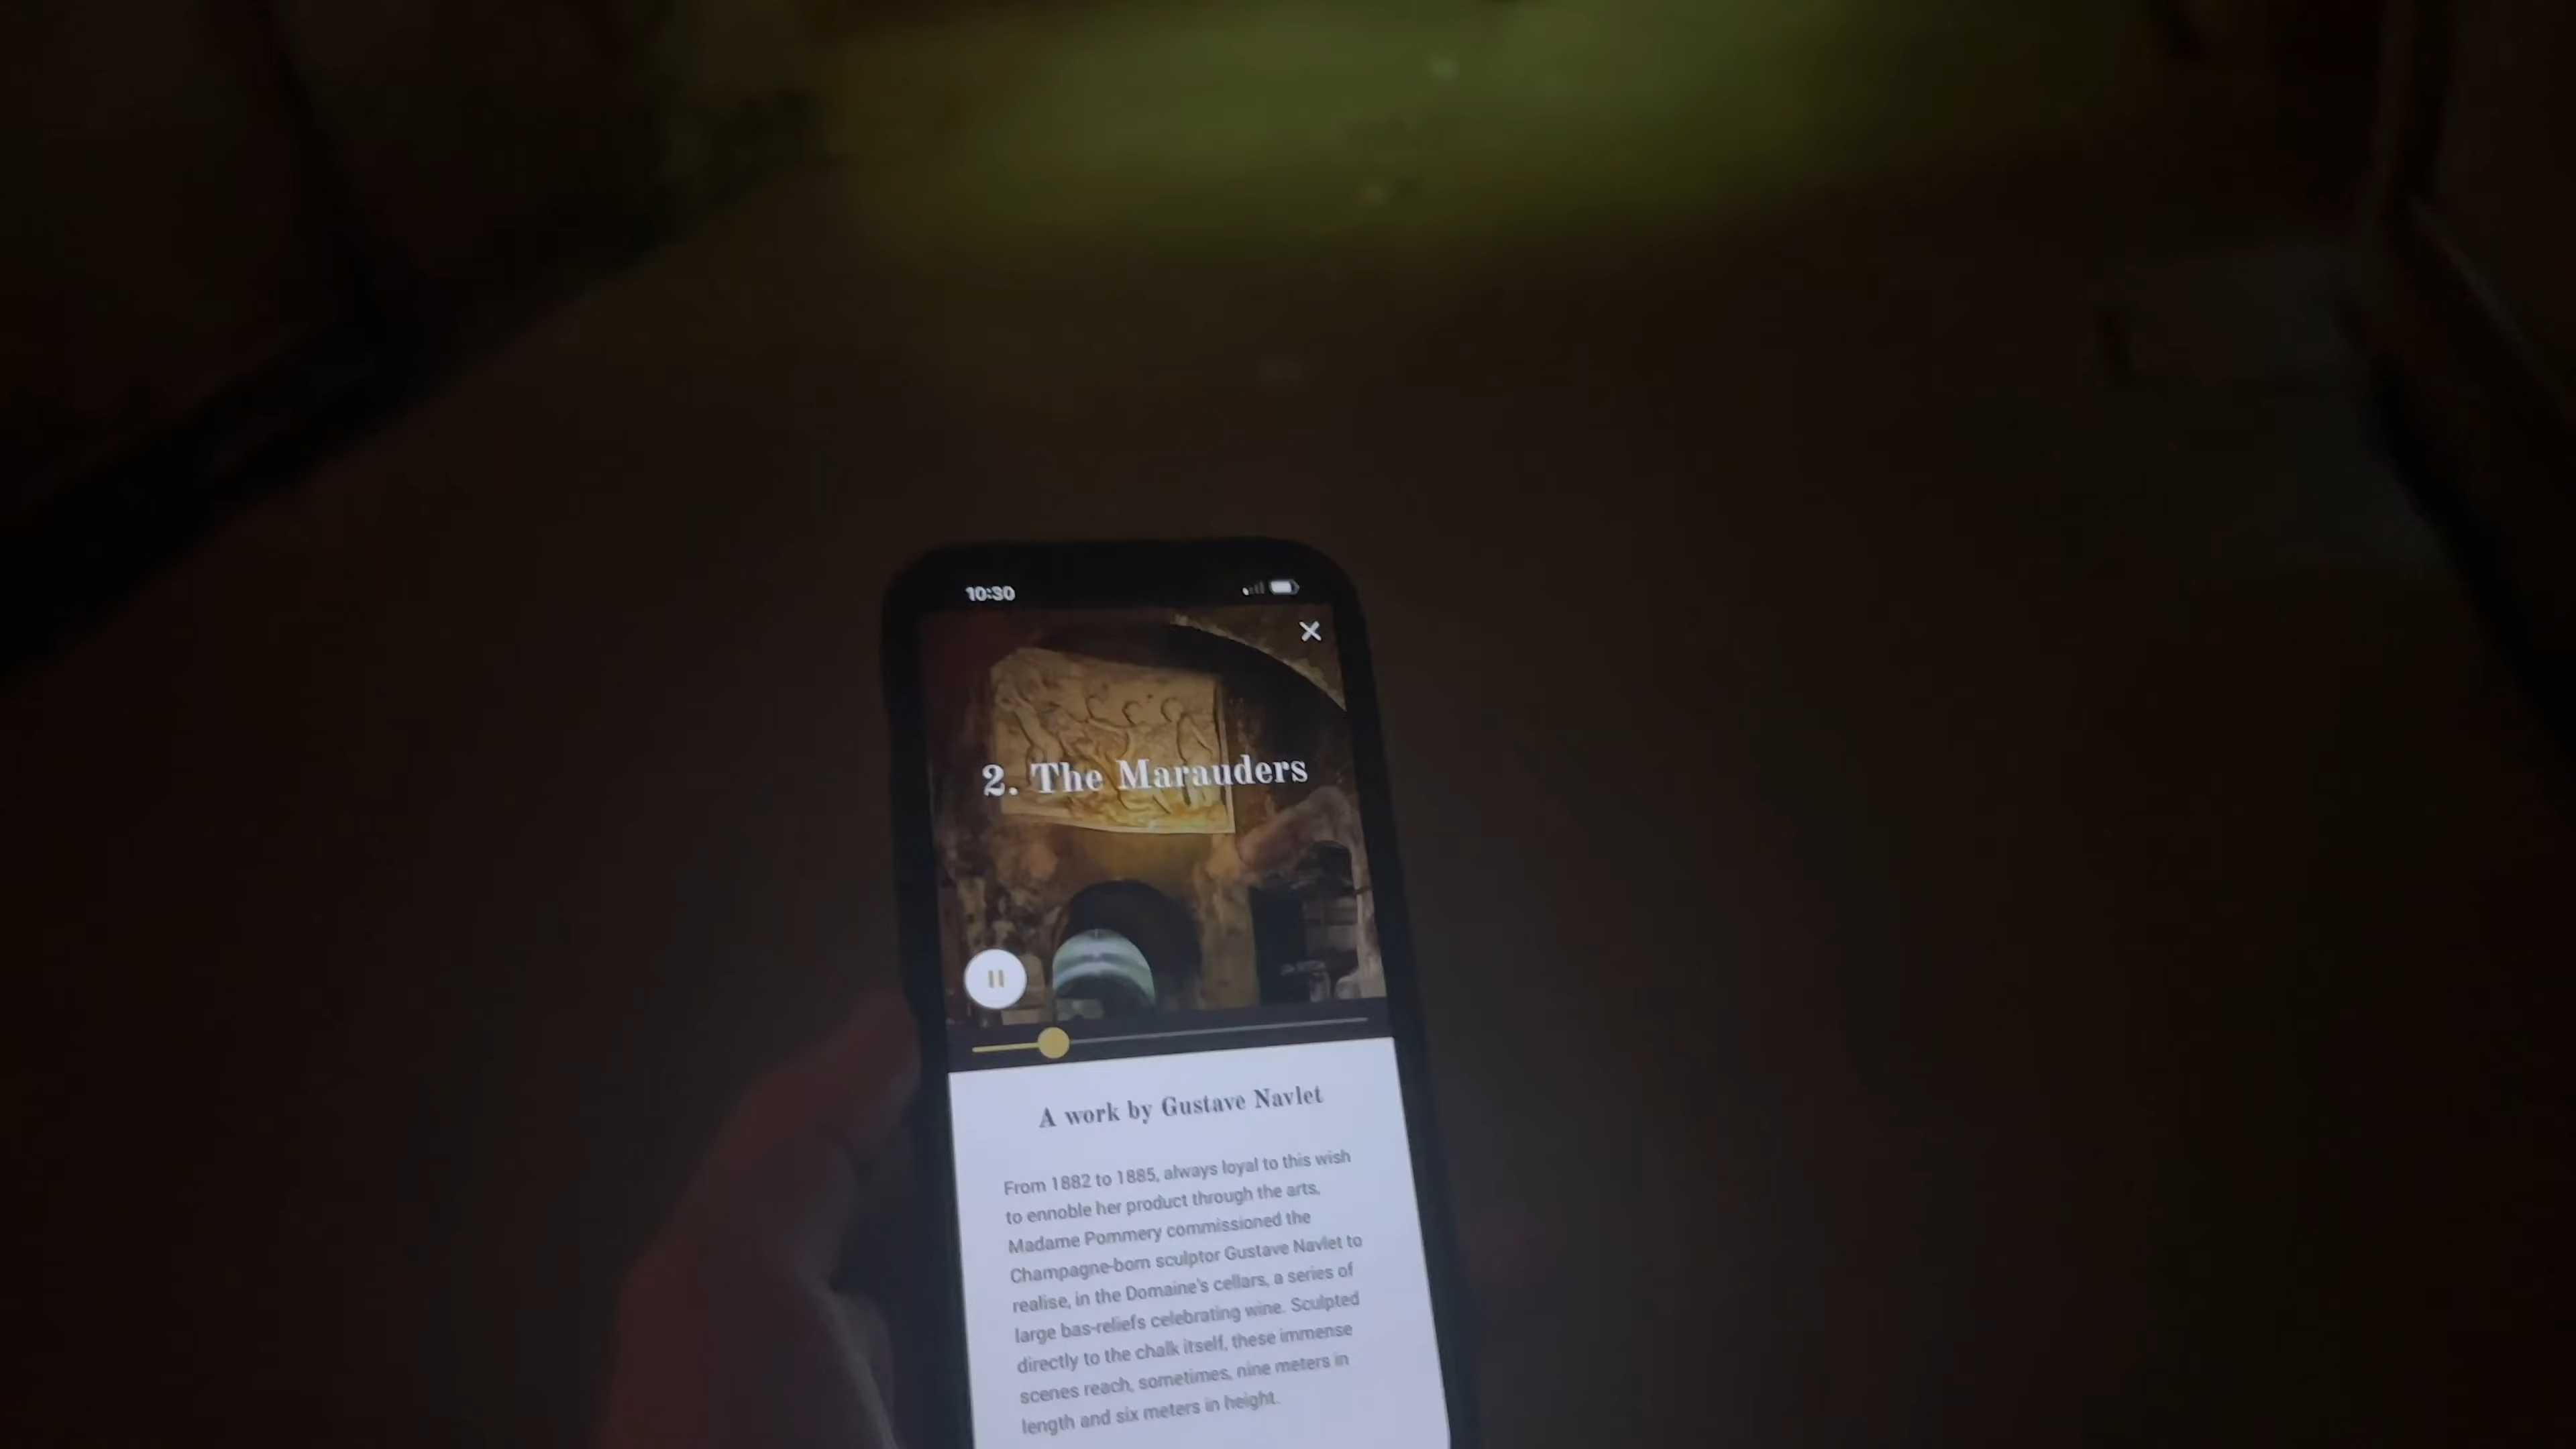 10:30
2. The Marauders
A work by Gustave Navlet
From 1882 to 1885, always loyal to this wish
to ennoble her product through the arts,
Madame Pommery commissioned the
Champagne-born sculptor Gustave Navlet to
realise, in the Domaine's cellars, a series of
large bas-reliefs celebrating wine. Sculpted
directly to the chalk itself, these immense
scenes reach, sometimes, nine meters in
length and six meters in height.